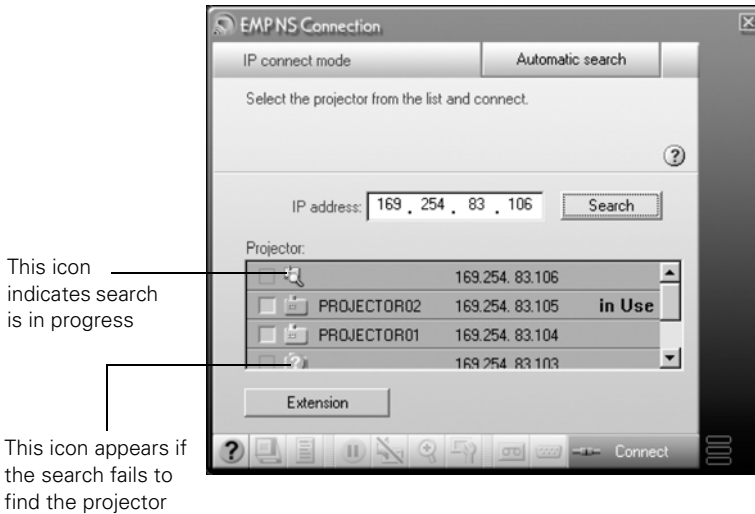 EMP NS Connection
IP connect mode
Automatic search
Select the projector from the list and connect.
IP address: 169 . 254 . 83 . 106
Search
Projector:
169.254. 83.106
PROJECTOR02 169.254. 83.105 in Use
PROJECTOR01 169.254. 83.104
169.254. 83.103
Extension
Connect
This icon
indicates search
is in progress
This icon appears if
the search fails to
find the projector